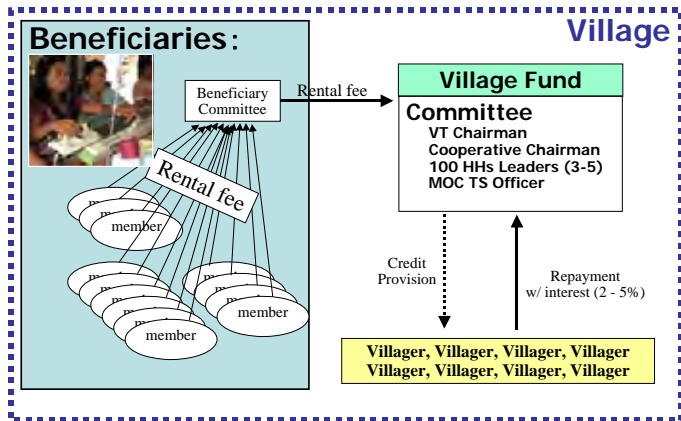 Beneficiaries:
Village
Beneficiary
Committee
Rental fee
Village Fund
Committee
VT Chairman
Cooperative Chairman
100 HHs Leaders (3-5)
MOC TS Officer
Rental fee
member
member
member
Credit
Provision
Repayment
w/ interest (2 - 5%)
Villager, Villager, Villager, Villager
Villager, Villager, Villager, Villager